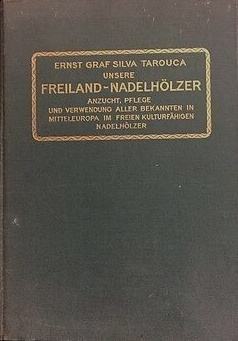 ERNST GRAF SILVA TAROUCA
UNSERE
FREILAND-NADELHÖLZER
ANZUCHT, PFLEGE
UND VERWENDUNG ALLER BEKANNTEN IN
MITTELEUROPA IM FREIEN KULTURFÄHIGEN
NADELHÖLZER